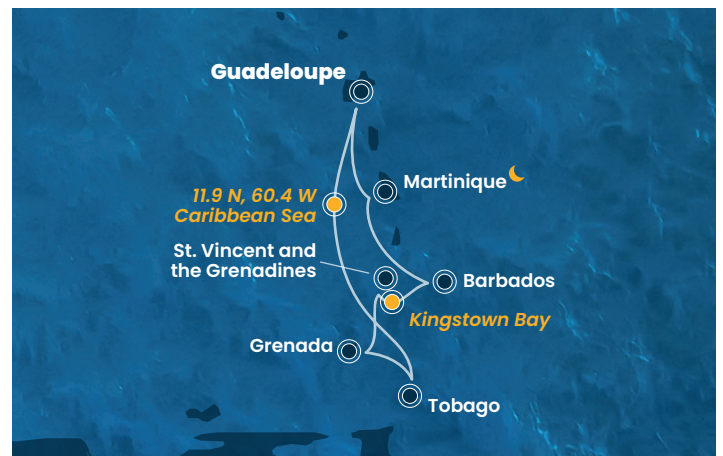 Guadeloupe
Martinique
11.9 N, 60.4 W
Caribbean Sea
St. Vincent and
the Grenadines
Barbados
Kingstown Bay
Grenada
Tobago